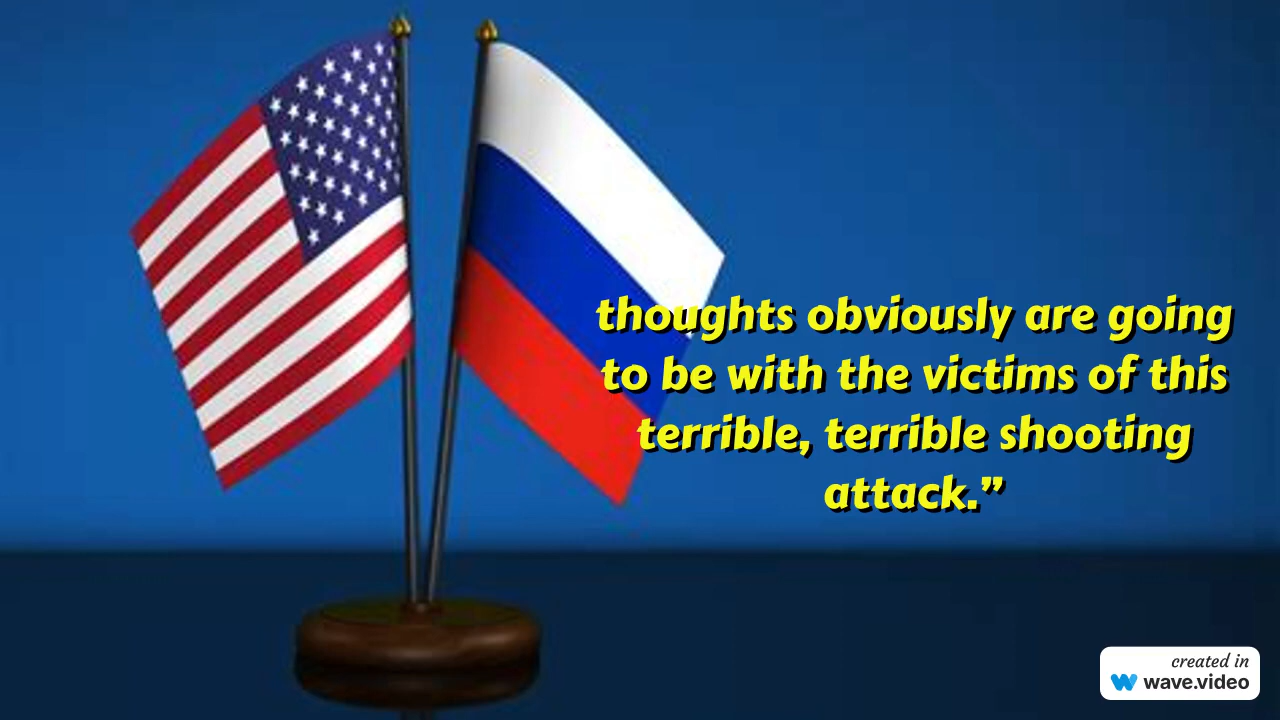 thoughts obviously are going
to be with the victims of this
terrible, terrible shooting
attack.”
created in
wave.video